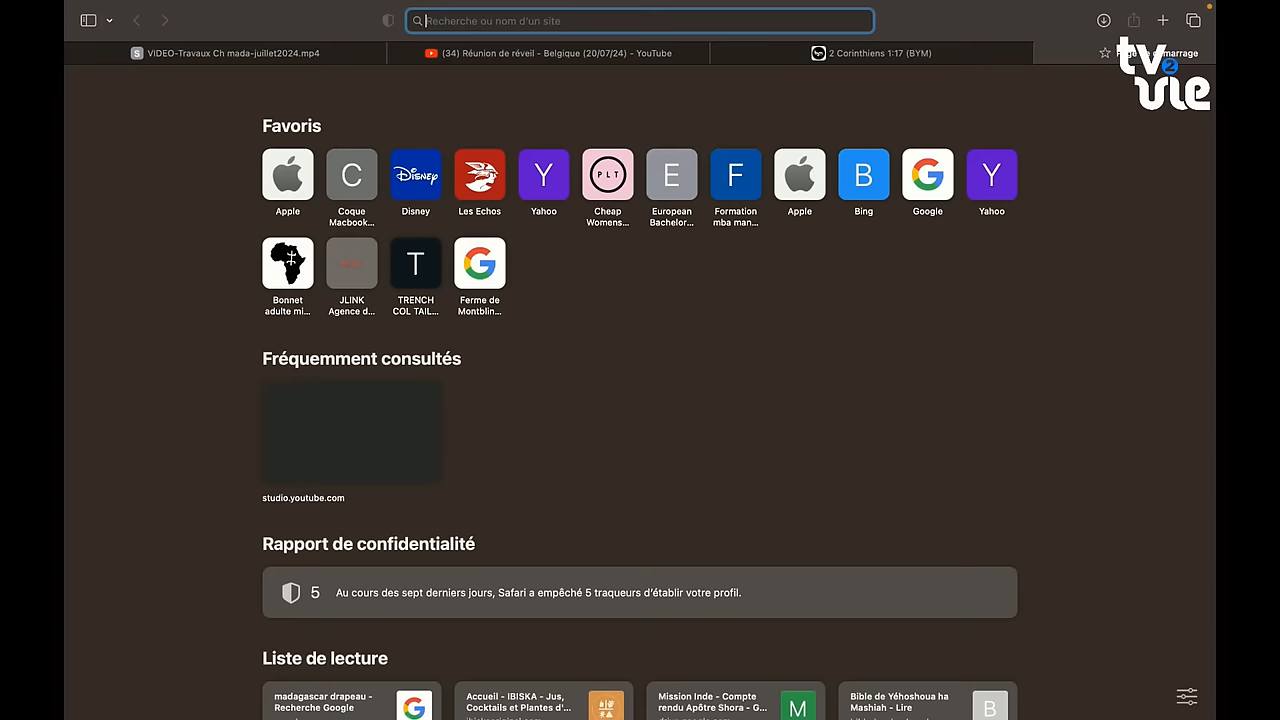 Recherche ou nom d'un site
S VIDEO-Travaux Ch mada-juillet2024.mp4
(34) Réunion de réveil - Belgique (20/07/24) - YouTube
2 Corinthiens 1:17 (BYM)
tv2vie
Favoris
C
Disney
Y
PLT
E
F
B
G
Y
Apple
Coque
Macbook...
Disney
Les Echos
Yahoo
Cheap
Womens...
European
Bachelor...
Formation
mba man...
Apple
Bing
Google
Yahoo
T
G
Bonnet
adulte mi...
JLINK
Agence d...
TRENCH
COL TAIL...
Ferme de
Montblin...
Fréquemment consultés
studio.youtube.com
Rapport de confidentialité
5 Au cours des sept derniers jours, Safari a empêché 5 traqueurs d'établir votre profil.
Liste de lecture
madagascar drapeau -
Recherche Google
G
Accueil - IBISKA - Jus,
Cocktails et Plantes d'...
Mission Inde - Compte
rendu Apôtre Shora - G...
M
Bible de Yéhoshoua ha
Mashiah - Lire
B